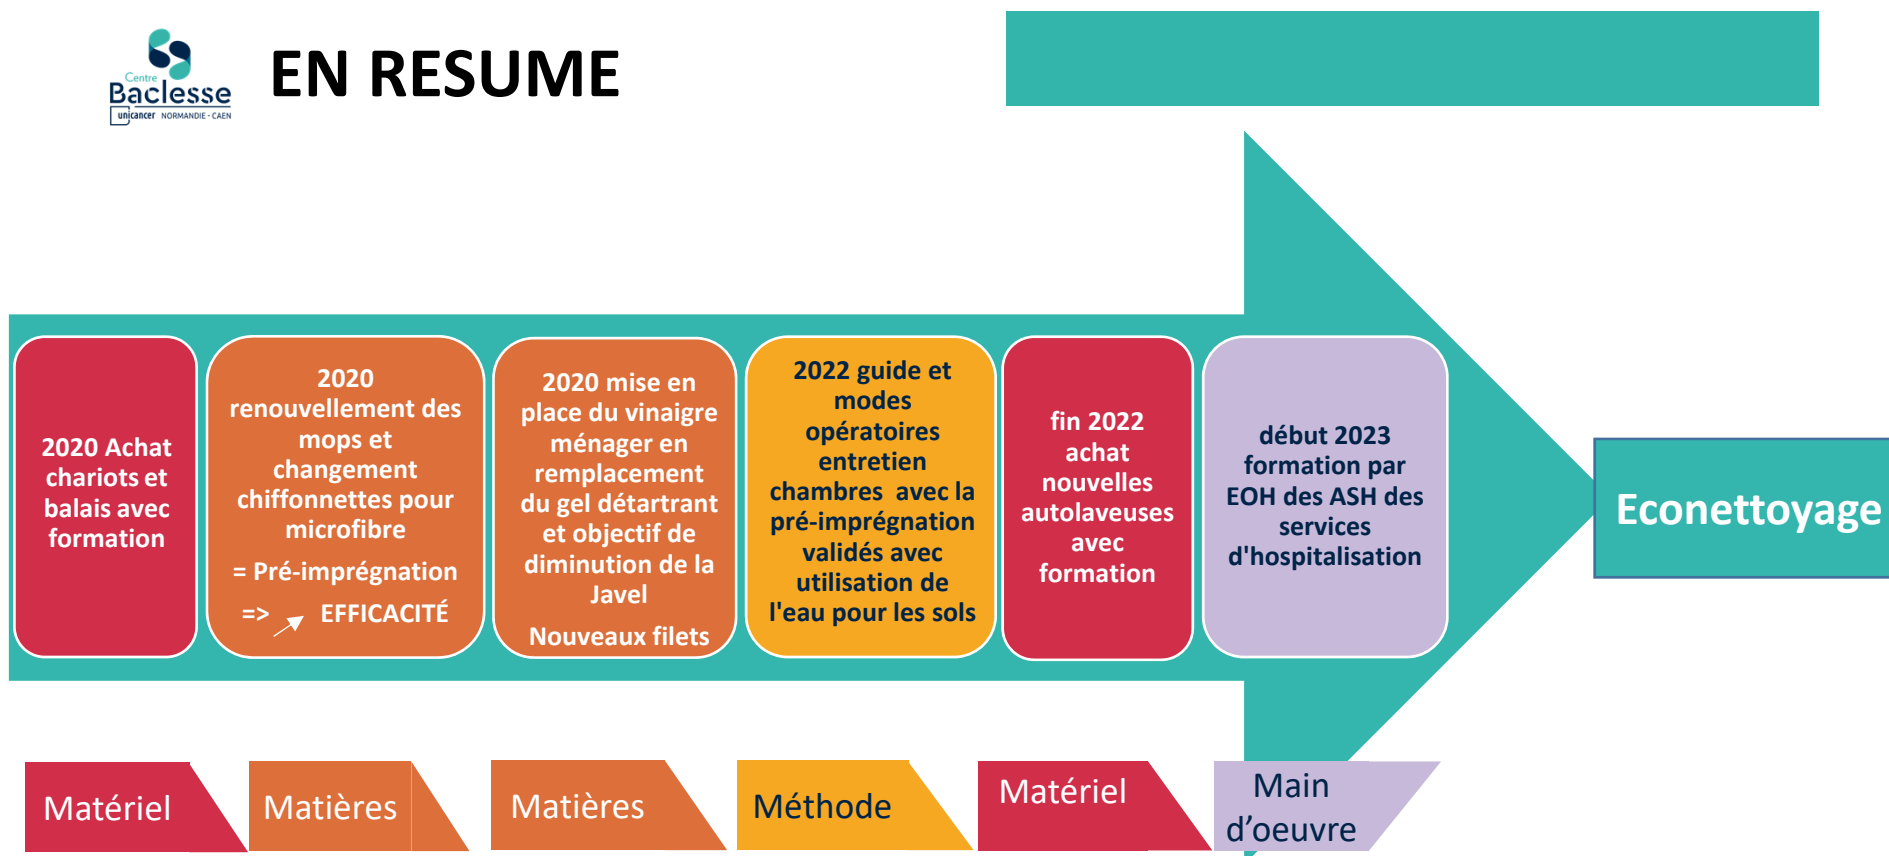 Centre
Baclesse
unicancer NORMANDIE - CAEN
EN RESUME
2020 Achat
chariots et
balais avec
formation
2020
renouvellement des
mops et
changement
chiffonnettes pour
microfibre
= Pré-imprégnation
=> EFFICACITÉ
2020 mise en
place du vinaigre
ménager en
remplacement
du gel détartrant
et objectif de
diminution de la
Javel
Nouveaux filets
2022 guide et
modes
opératoires
entretien
chambres avec la
pré-imprégnation
validés avec
utilisation de
l'eau pour les sols
fin 2022
achat
nouvelles
autolaveuses
avec
formation
début 2023
formation par
EOH des ASH des
services
d'hospitalisation
Econettoyage
Matériel
Matières
Matières
Méthode
Matériel
Main
d’oeuvre